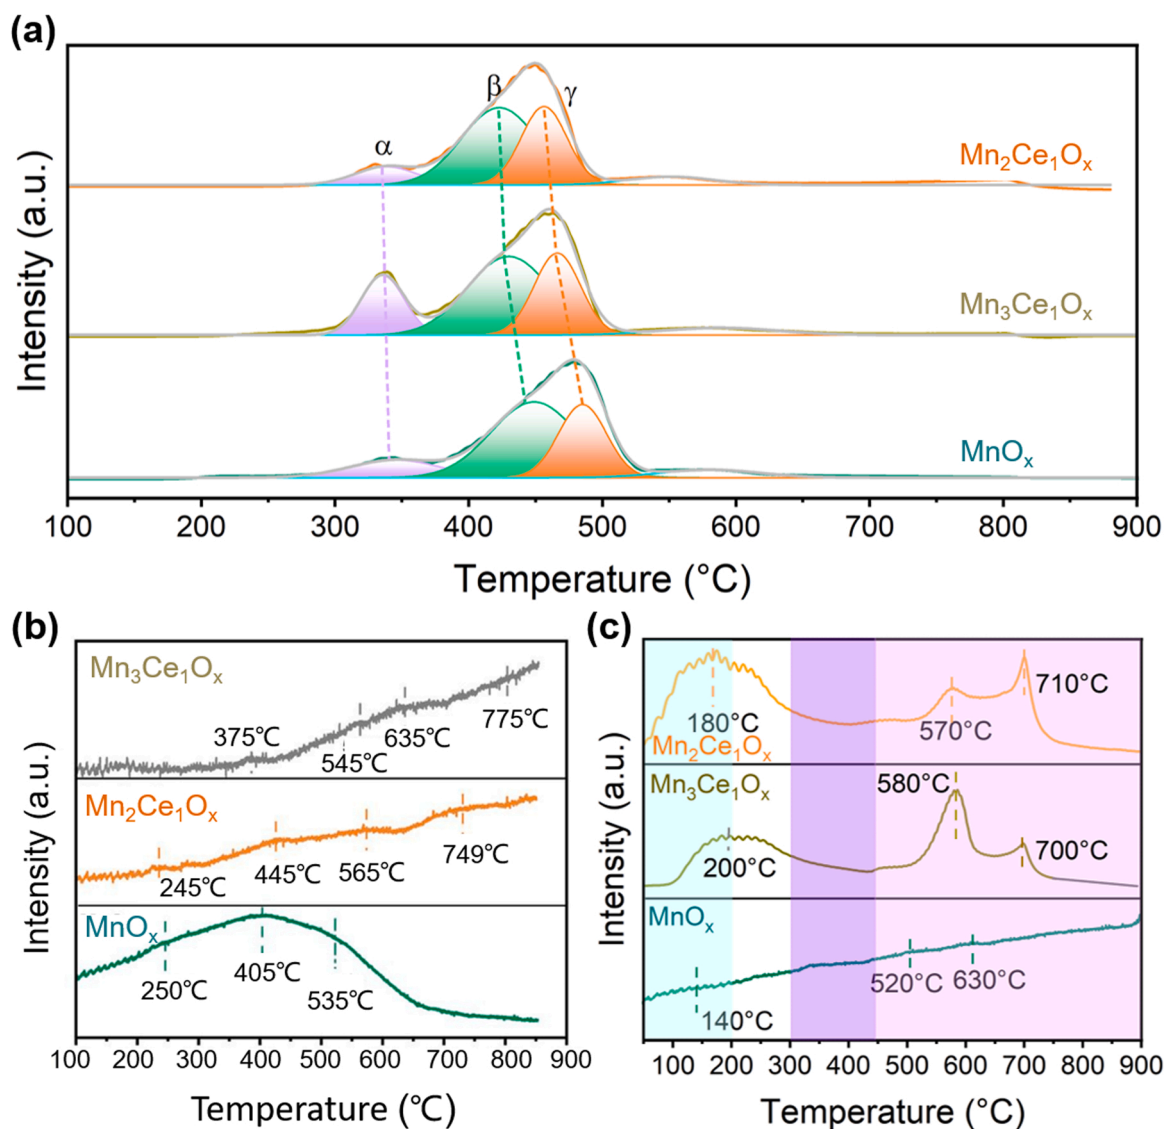 (a)
Intensity (a.u.)
α
β
γ
Mn₂Ce₁Oₓ
Mn₃Ce₁Oₓ
MnOₓ
100 200 300 400 500 600 700 800 900
Temperature (°C)
(b)
Intensity (a.u.)
Mn₃Ce₁Oₓ
375℃
545℃
635℃
775℃
Mn₂Ce₁Oₓ
245℃
445℃
565℃
749℃
MnOₓ
250℃
405℃
535℃
100 200 300 400 500 600 700 800 900
Temperature (℃)
(c)
Intensity (a.u.)
180°C
570°C
710°C
Mn₂Ce₁Oₓ
Mn₃Ce₁Oₓ
200°C
580°C
700°C
MnOₓ
140°C
520°C
630°C
100 200 300 400 500 600 700 800 900
Temperature (°C)